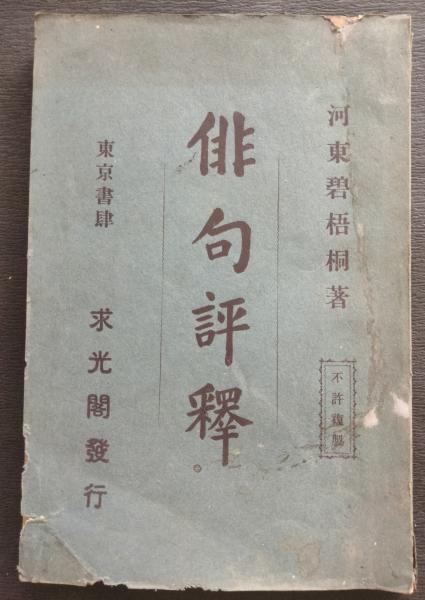 河東碧梧桐著
不許複製
俳句評釋。
東京書肆
求光閣發行